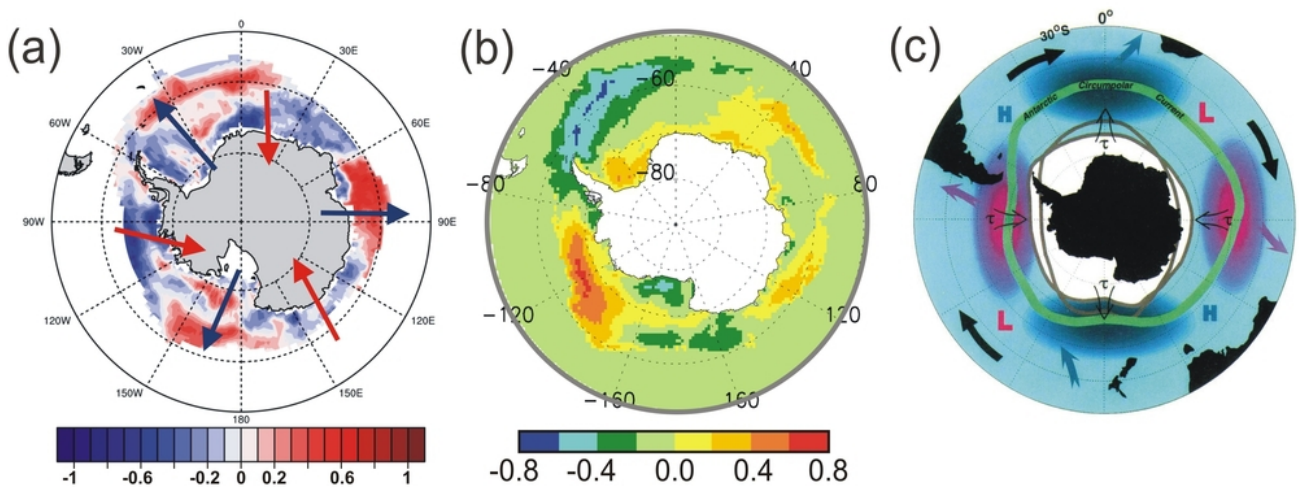 (a)
0
30W
30E
60W
60E
90W
90E
120W
120E
150W
150E
180
-1 -0.6 -0.2 0 0.2 0.6 1
(b)
-40
40
-60
-80
-80
80
-120
120
-160
160
-0.8 -0.4 0.0 0.4 0.8
(c)
0°
30°S
Antarctic Circumpolar Current
H
L
τ
τ
τ
τ
L
H